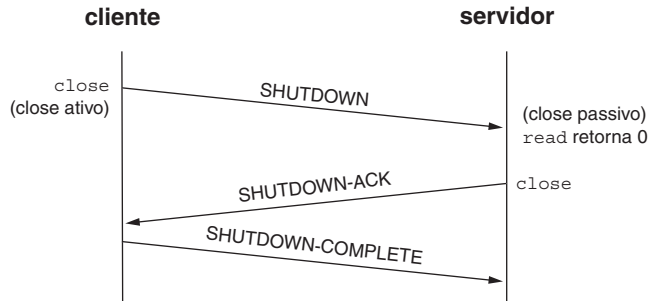 cliente
servidor
close
(close ativo)
SHUTDOWN
(close passivo)
read retorna 0
SHUTDOWN-ACK
close
SHUTDOWN-COMPLETE